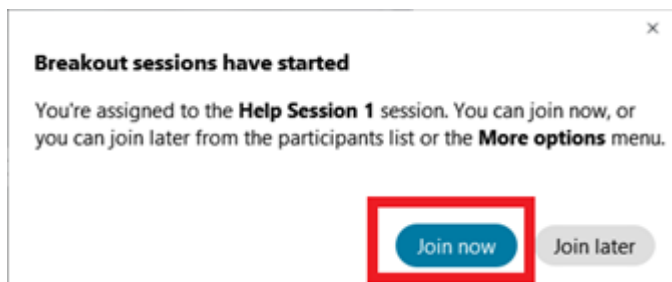 Breakout sessions have started
You're assigned to the Help Session 1 session. You can join now, or
you can join later from the participants list or the More options menu.
Join now Join later